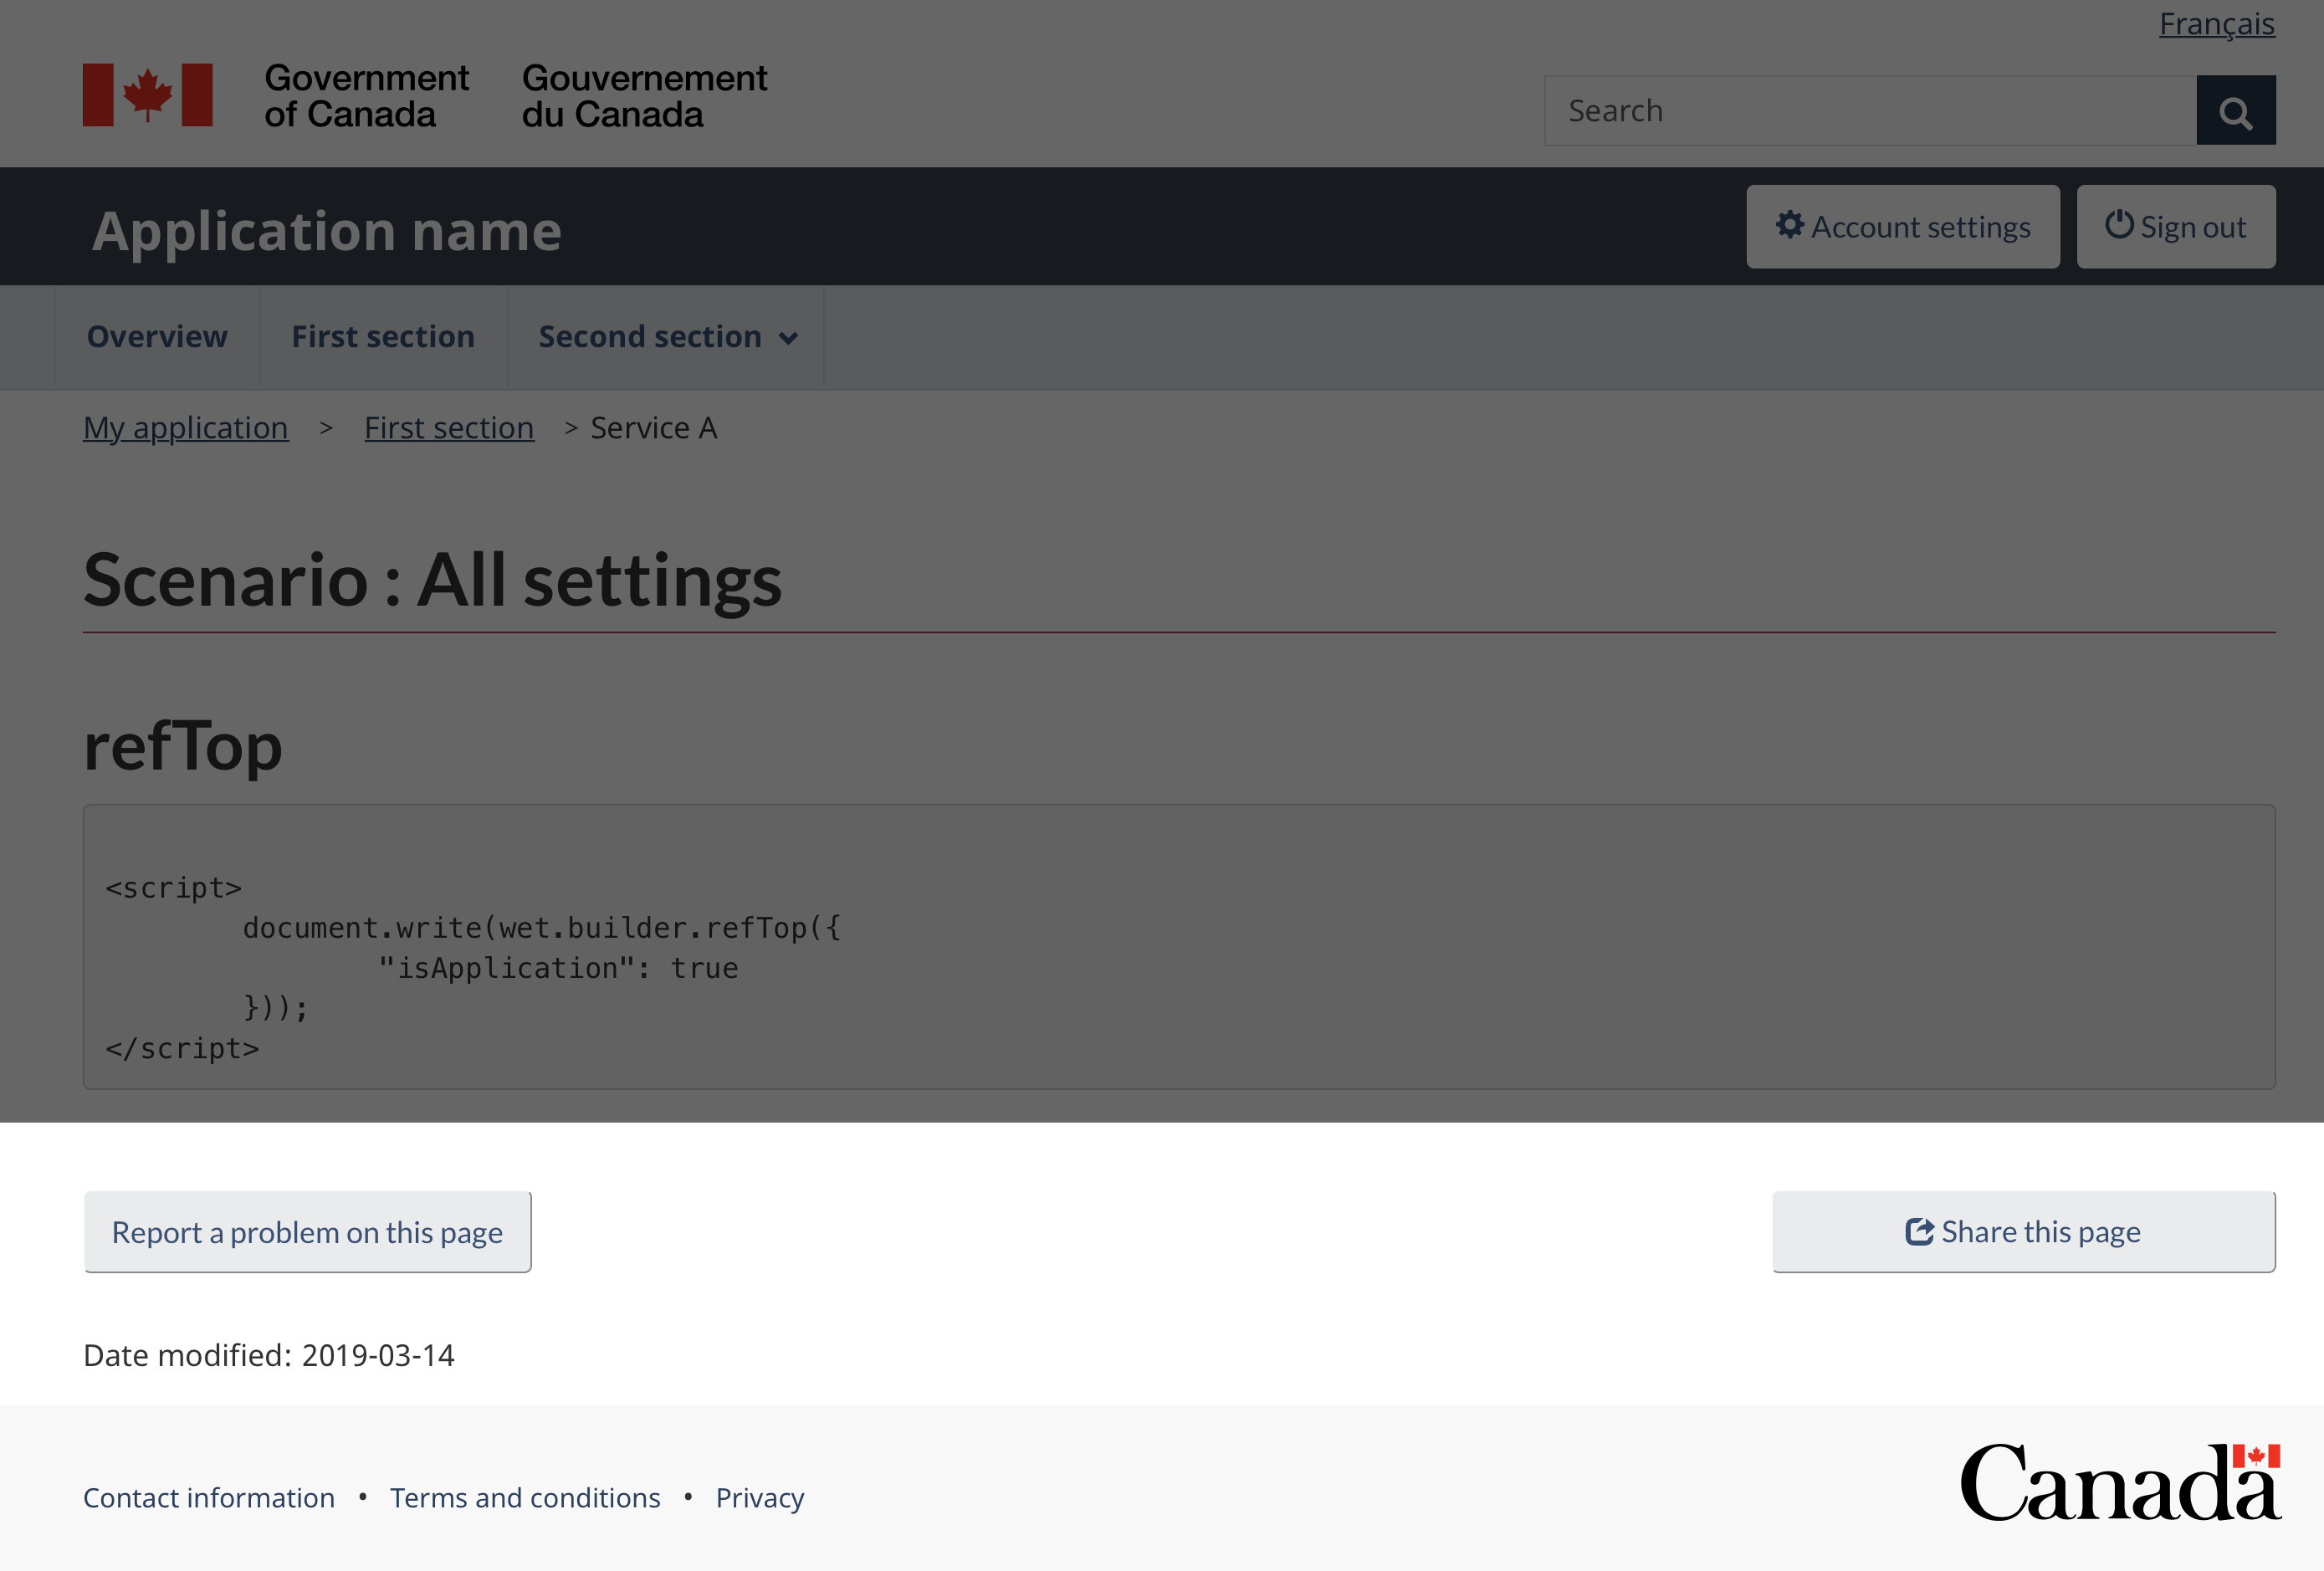 Français
Government of Canada
Gouvernement du Canada
Search
Application name
Account settings
Sign out
Overview
First section
Second section
My application > First section > Service A
Scenario : All settings
refTop
<script>
document.write(wet.builder.refTop({
"isApplication": true
}));
</script>
Report a problem on this page
Share this page
Date modified: 2019-03-14
Contact information • Terms and conditions • Privacy
Canada